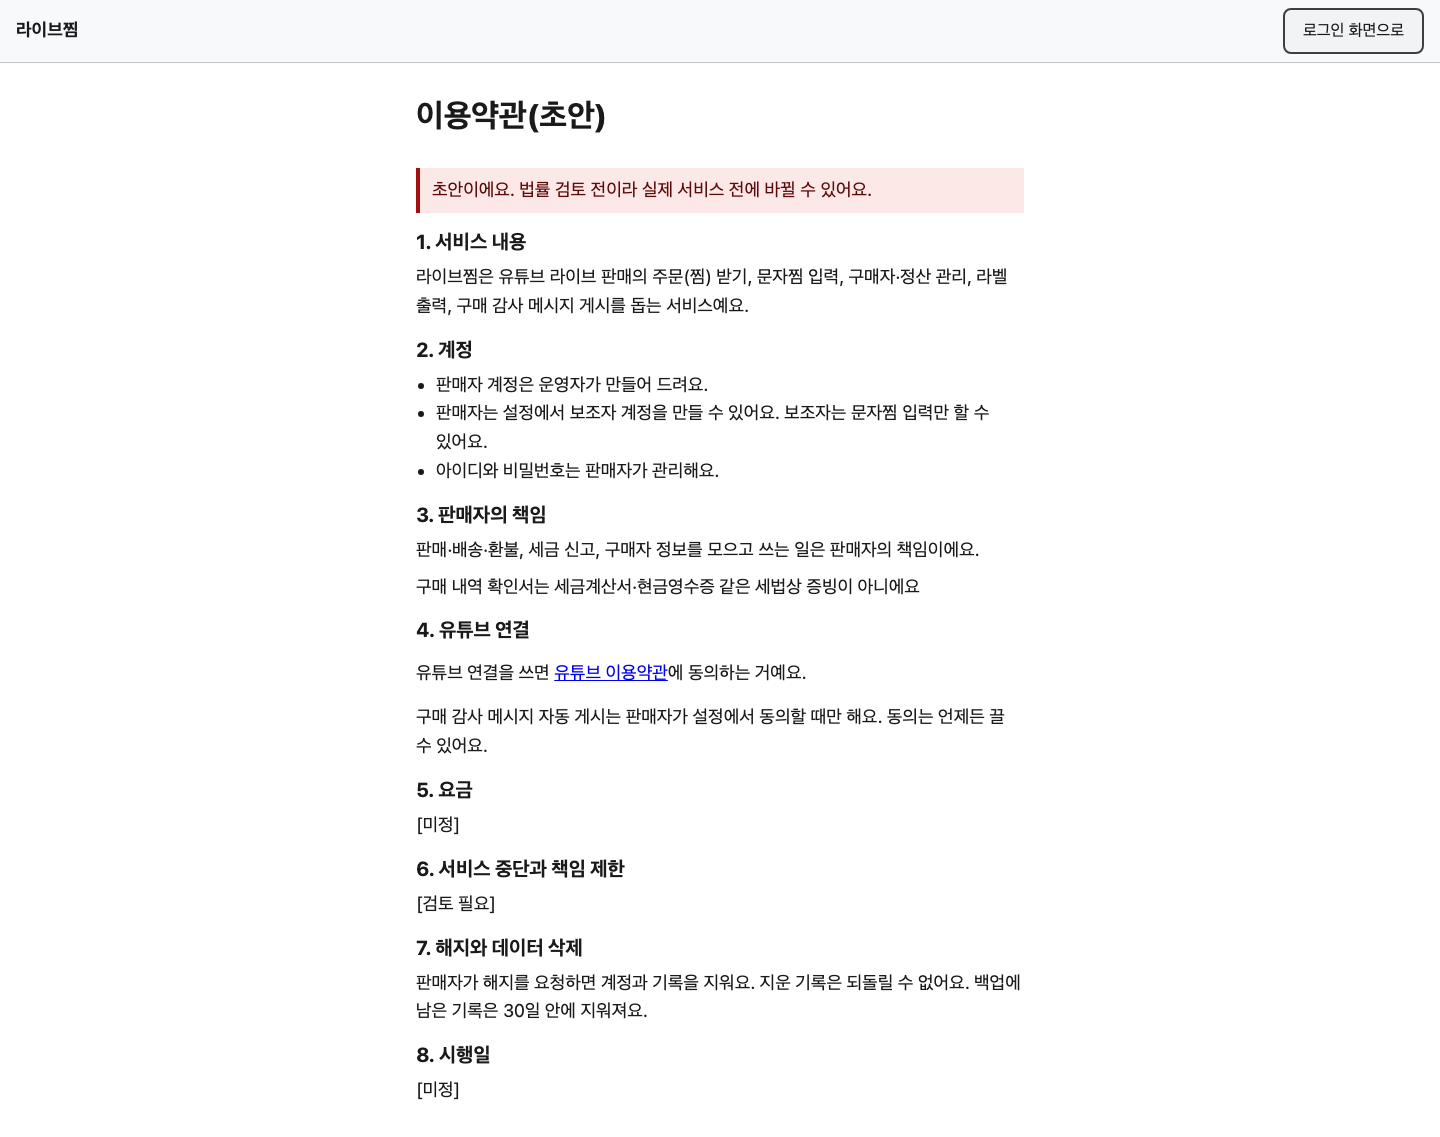 라이브찜
로그인 화면으로
이용약관(초안)
초안이에요. 법률 검토 전이라 실제 서비스 전에 바뀔 수 있어요.
1. 서비스 내용
라이브찜은 유튜브 라이브 판매의 주문(찜) 받기, 문자찜 입력, 구매자·정산 관리, 라벨
출력, 구매 감사 메시지 게시를 돕는 서비스예요.
2. 계정
• 판매자 계정은 운영자가 만들어 드려요.
• 판매자는 설정에서 보조자 계정을 만들 수 있어요. 보조자는 문자찜 입력만 할 수
있어요.
• 아이디와 비밀번호는 판매자가 관리해요.
3. 판매자의 책임
판매·배송·환불, 세금 신고, 구매자 정보를 모으고 쓰는 일은 판매자의 책임이에요.
구매 내역 확인서는 세금계산서·현금영수증 같은 세법상 증빙이 아니에요
4. 유튜브 연결
유튜브 연결을 쓰면 유튜브 이용약관에 동의하는 거예요.
구매 감사 메시지 자동 게시는 판매자가 설정에서 동의할 때만 해요. 동의는 언제든 끌
수 있어요.
5. 요금
[미정]
6. 서비스 중단과 책임 제한
[검토 필요]
7. 해지와 데이터 삭제
판매자가 해지를 요청하면 계정과 기록을 지워요. 지운 기록은 되돌릴 수 없어요. 백업에
남은 기록은 30일 안에 지워져요.
8. 시행일
[미정]